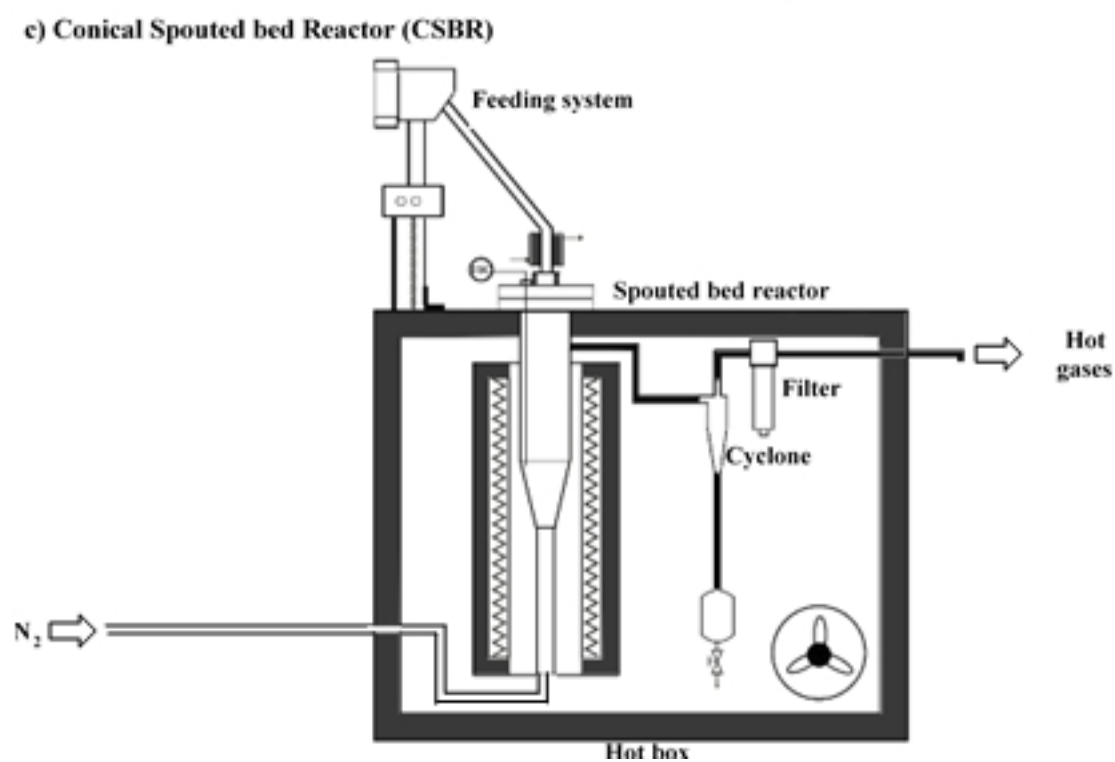 c) Conical Spouted bed Reactor (CSBR)
Feeding system
Spouted bed reactor
Hot
gases
Filter
Cyclone
N₂
Hot box